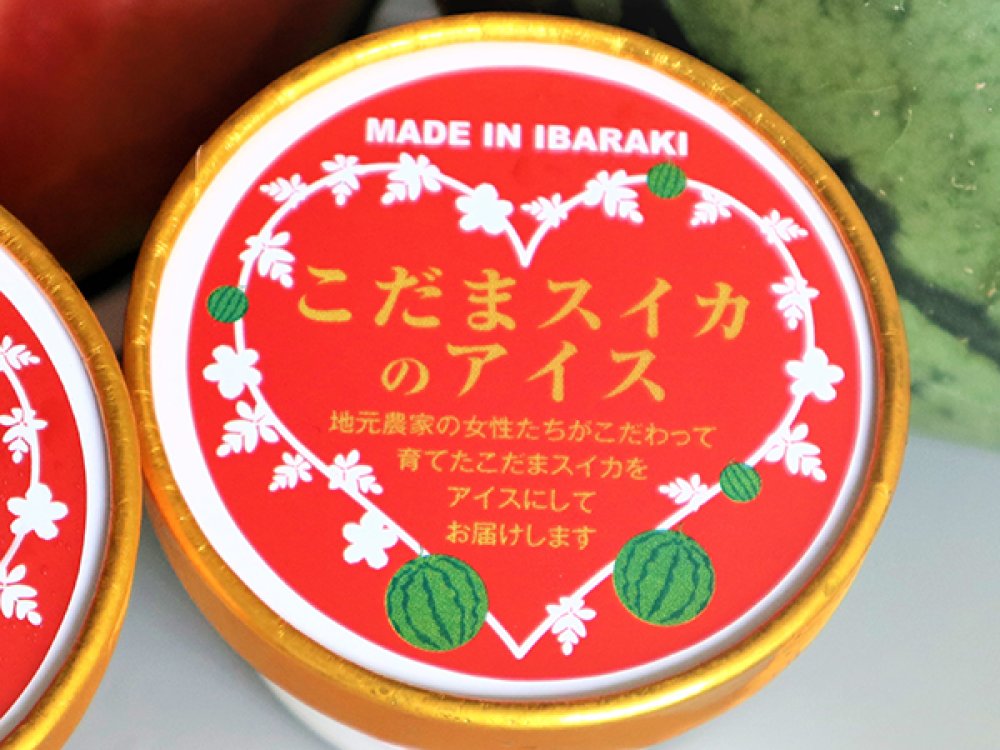 MADE IN IBARAKI
こだまスイカ
のアイス
地元農家の女性たちがこだわって
育てたこだまスイカを
アイスにして
お届けします